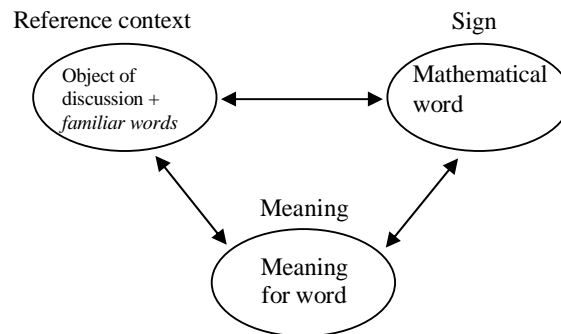 Reference context
Sign
Object of
discussion +
familiar words
Mathematical
word
Meaning
Meaning
for word